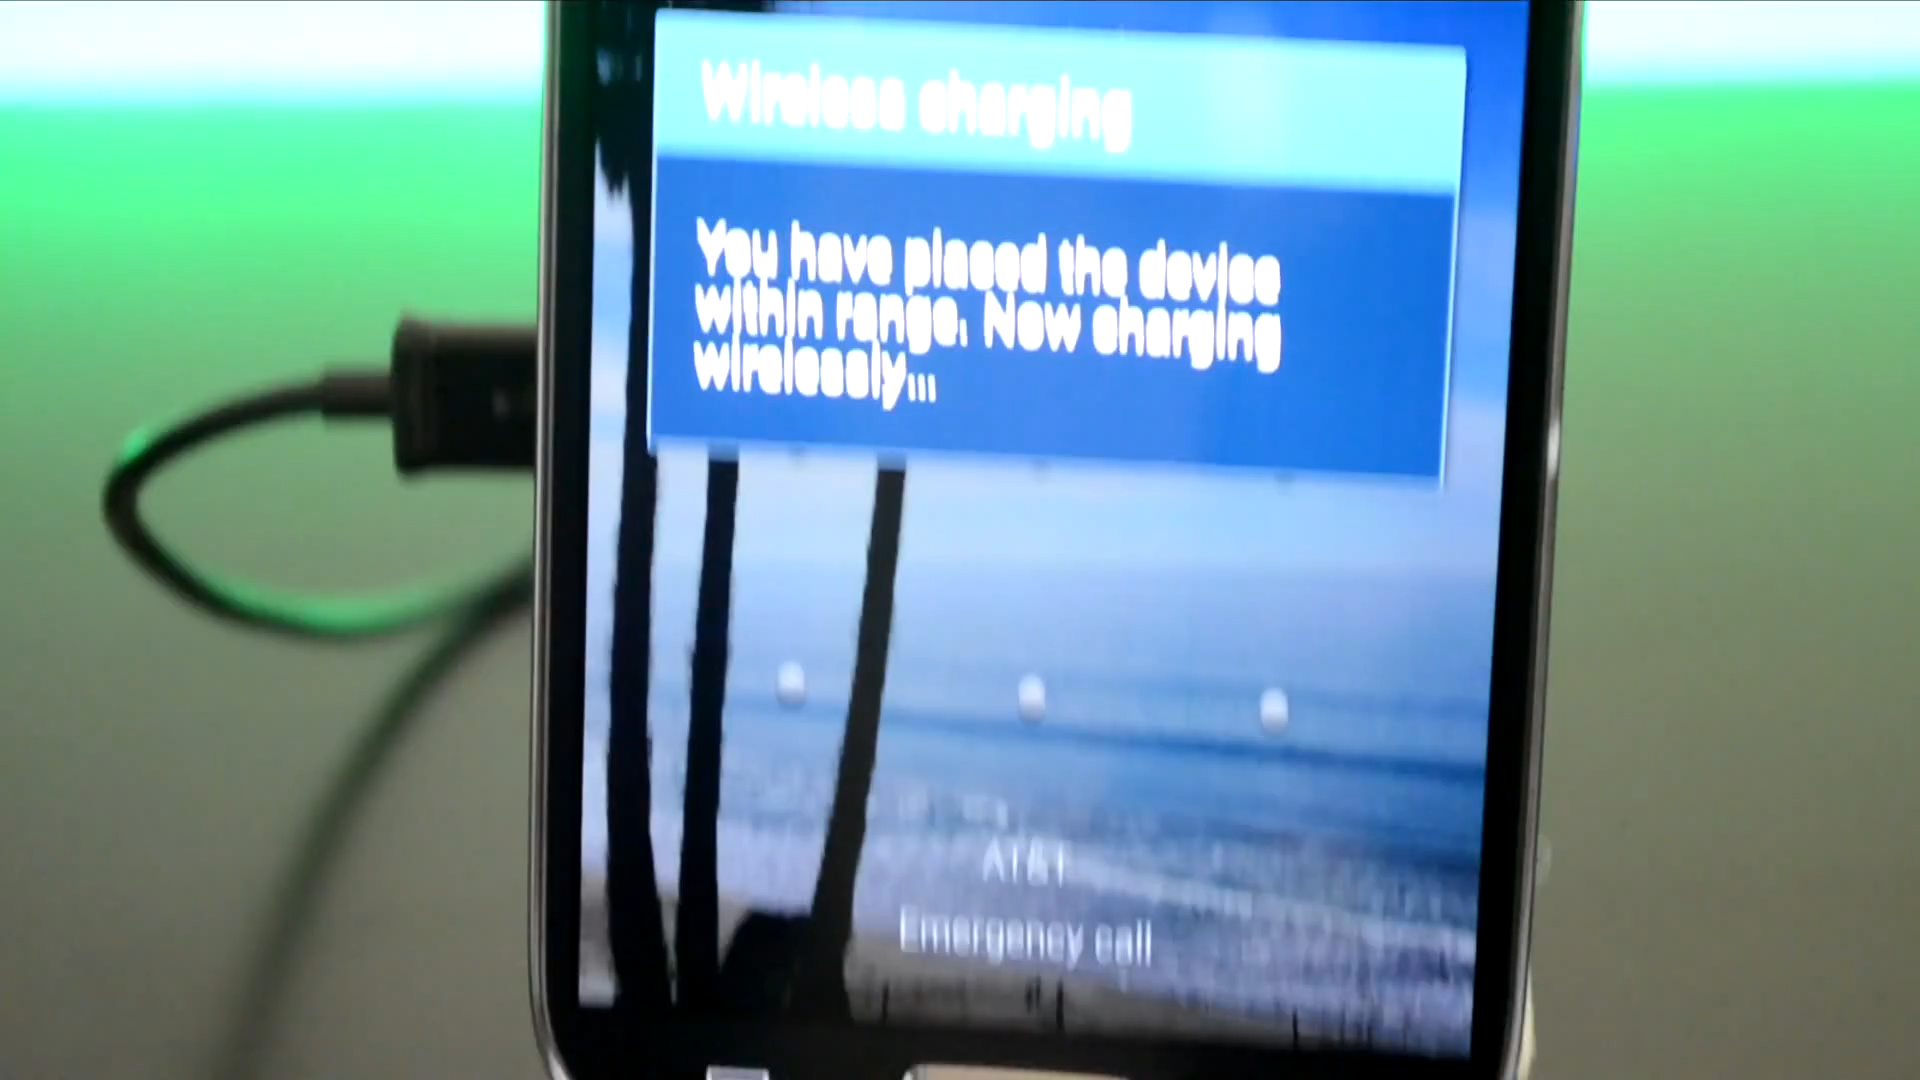 Wireless charging
You have placed the device
within range. Now charging
wirelessly...
AT&T
Emergency call